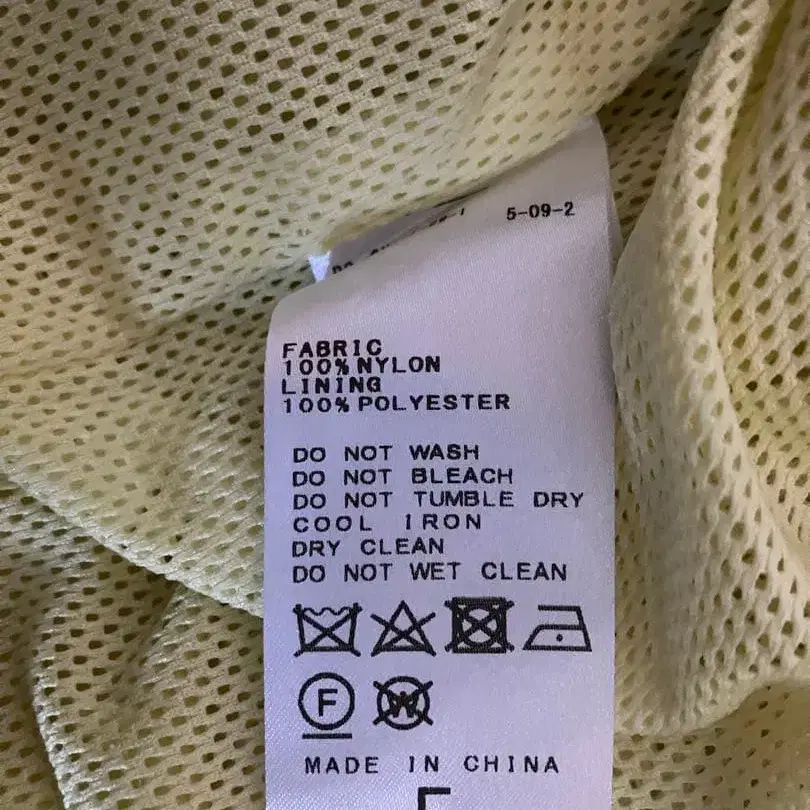 5-09-2
FABRIC
100% NYLON
LINING
100% POLYESTER
DO NOT WASH
DO NOT BLEACH
DO NOT TUMBLE DRY
COOL IRON
DRY CLEAN
DO NOT WET CLEAN
F W
MADE IN CHINA